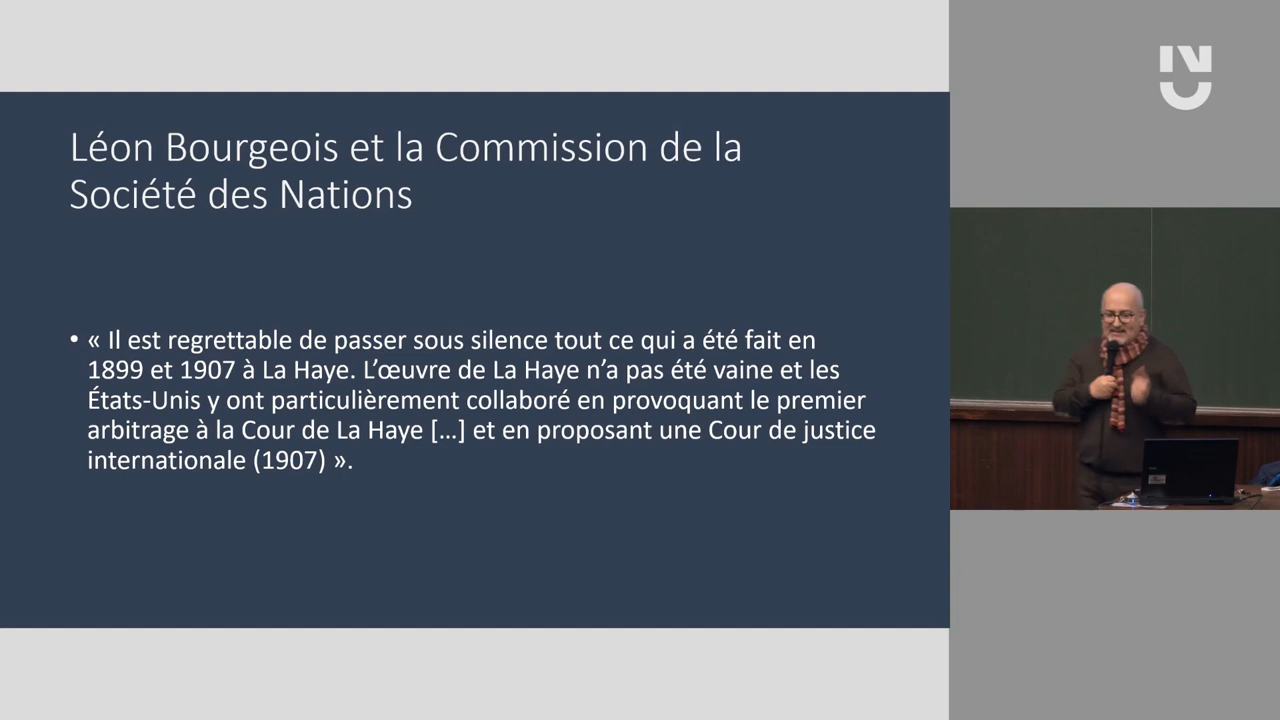 Léon Bourgeois et la Commission de la
Société des Nations
• « Il est regrettable de passer sous silence tout ce qui a été fait en
1899 et 1907 à La Haye. L’œuvre de La Haye n’a pas été vaine et les
États-Unis y ont particulièrement collaboré en provoquant le premier
arbitrage à la Cour de La Haye […] et en proposant une Cour de justice
internationale (1907) ».